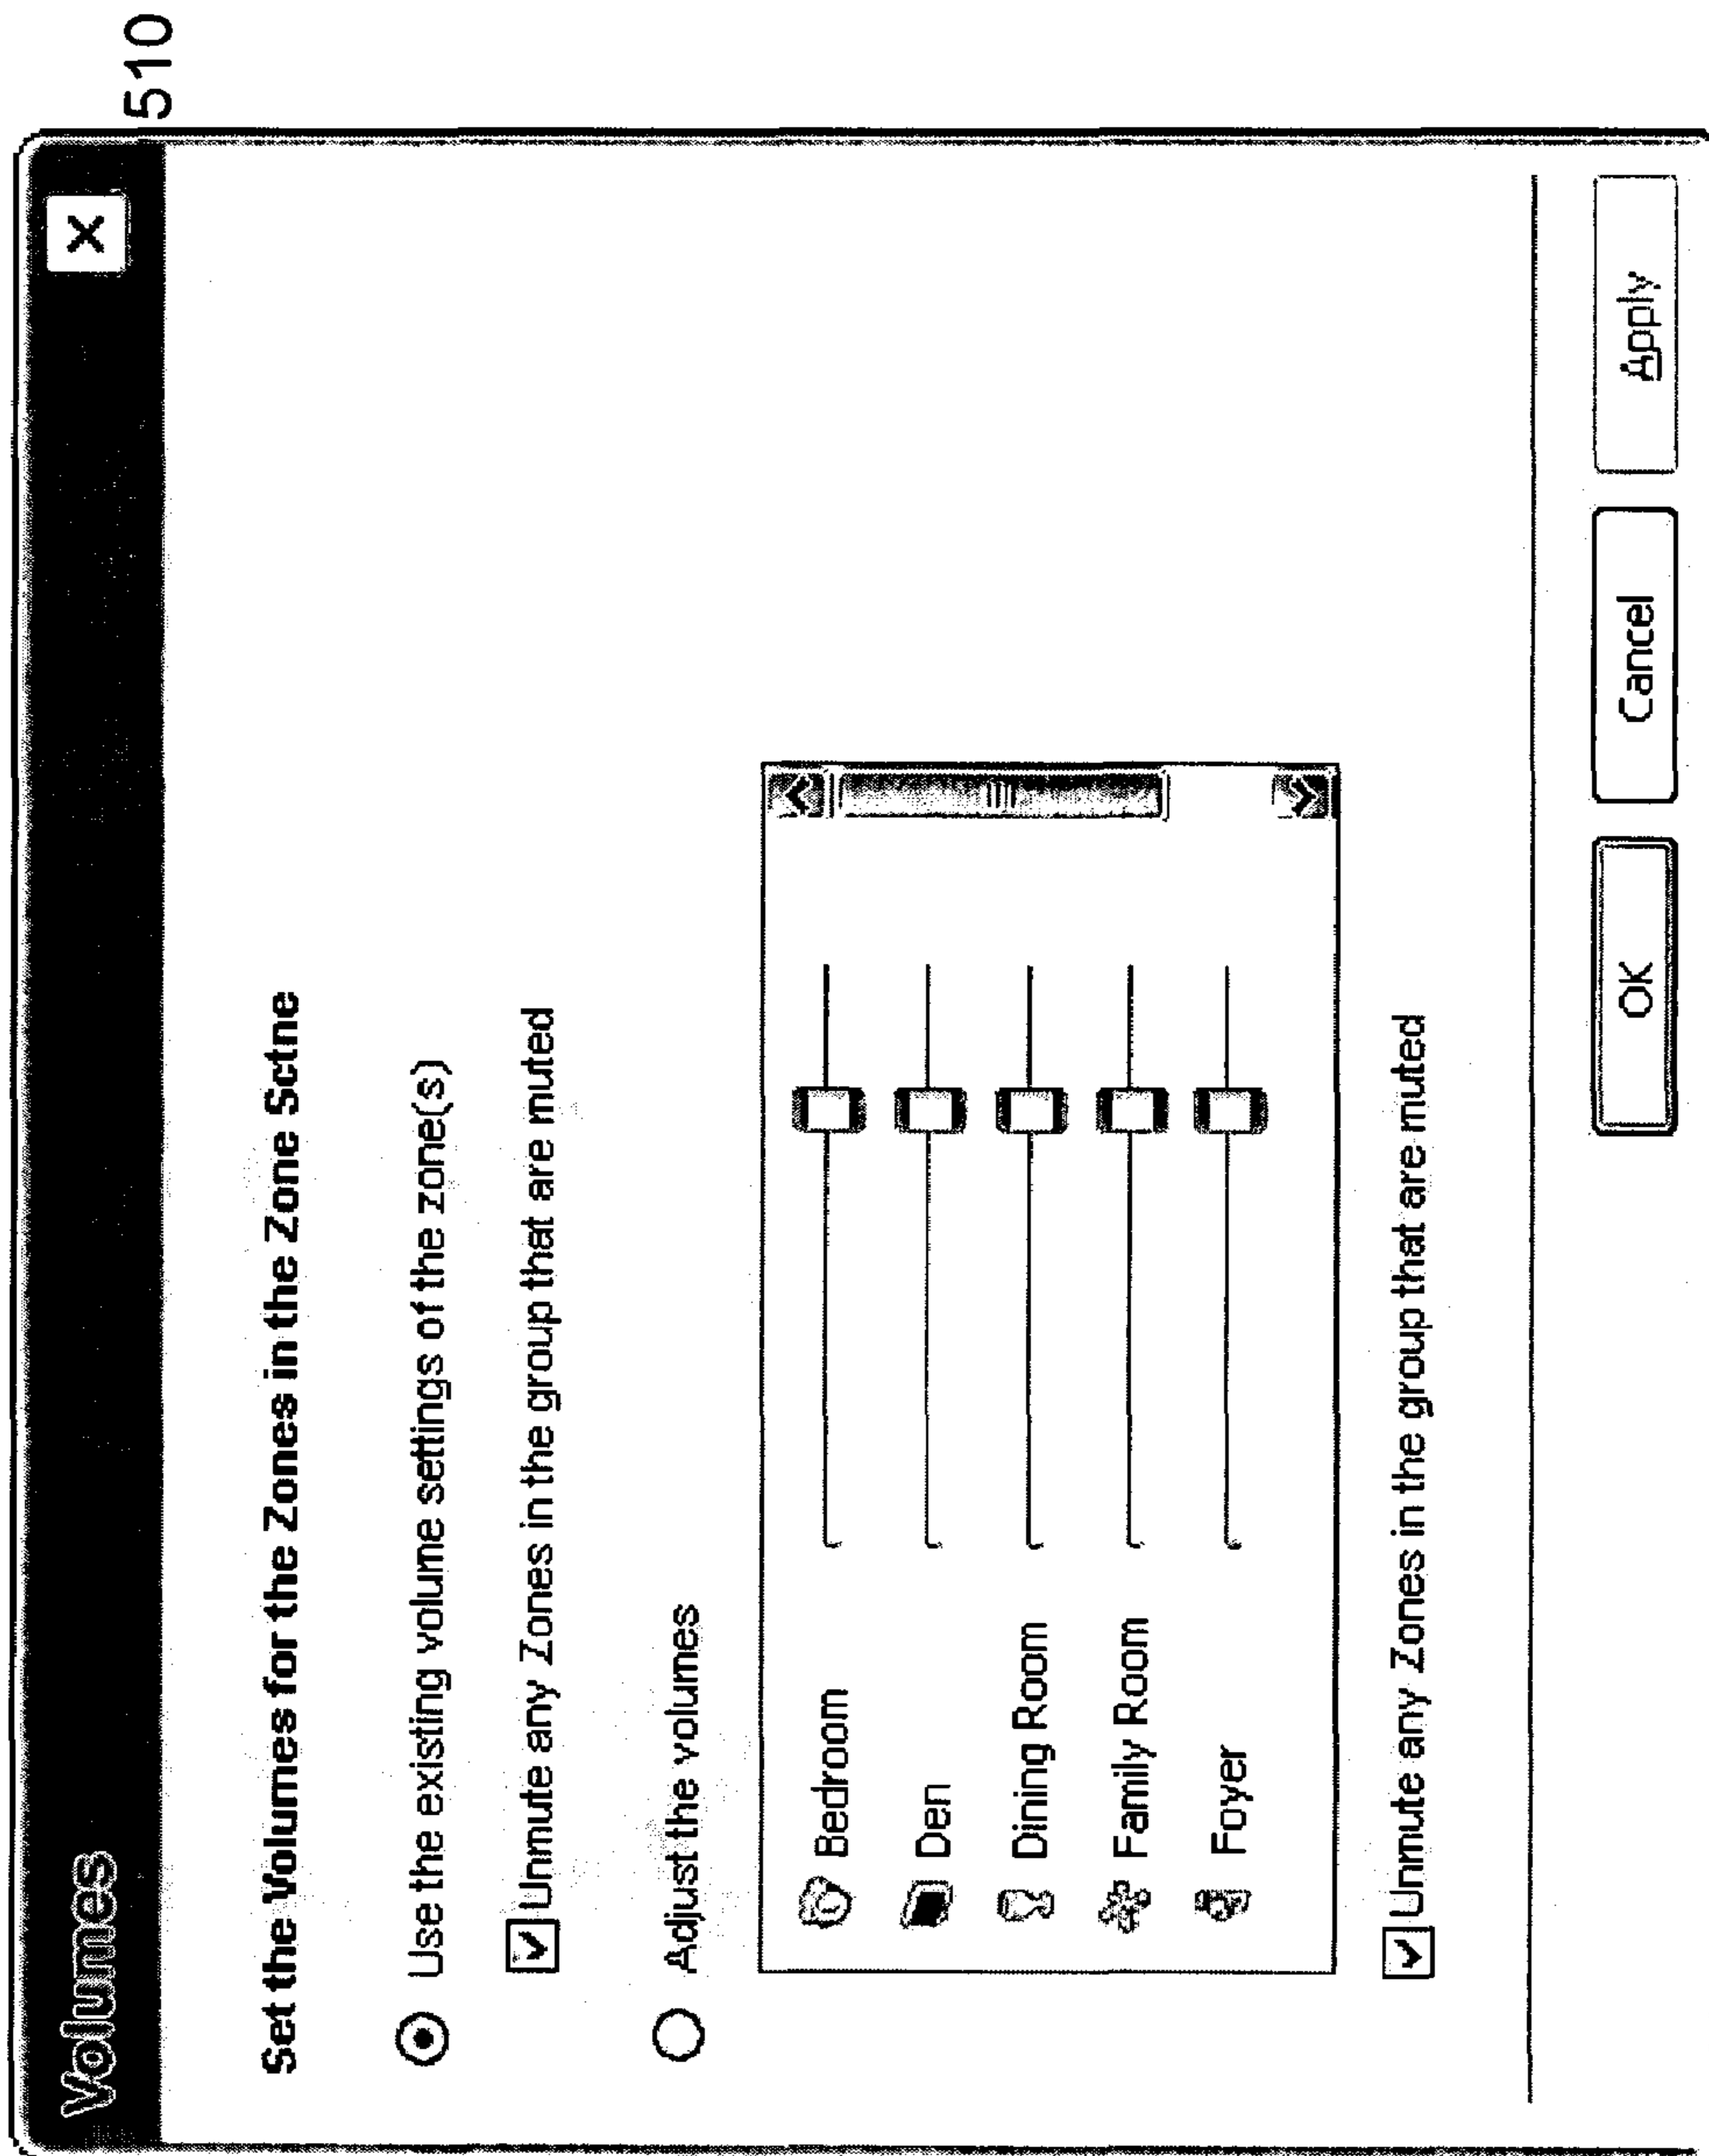 510
Volumes
Set the Volumes for the Zones in the Zone Sctne
Use the existing volume settings of the zone(s)
Unmute any Zones in the group that are muted
Adjust the volumes
Bedroom
Den
Dining Room
Family Room
Foyer
Unmute any Zones in the group that are muted
OK Cancel Apply